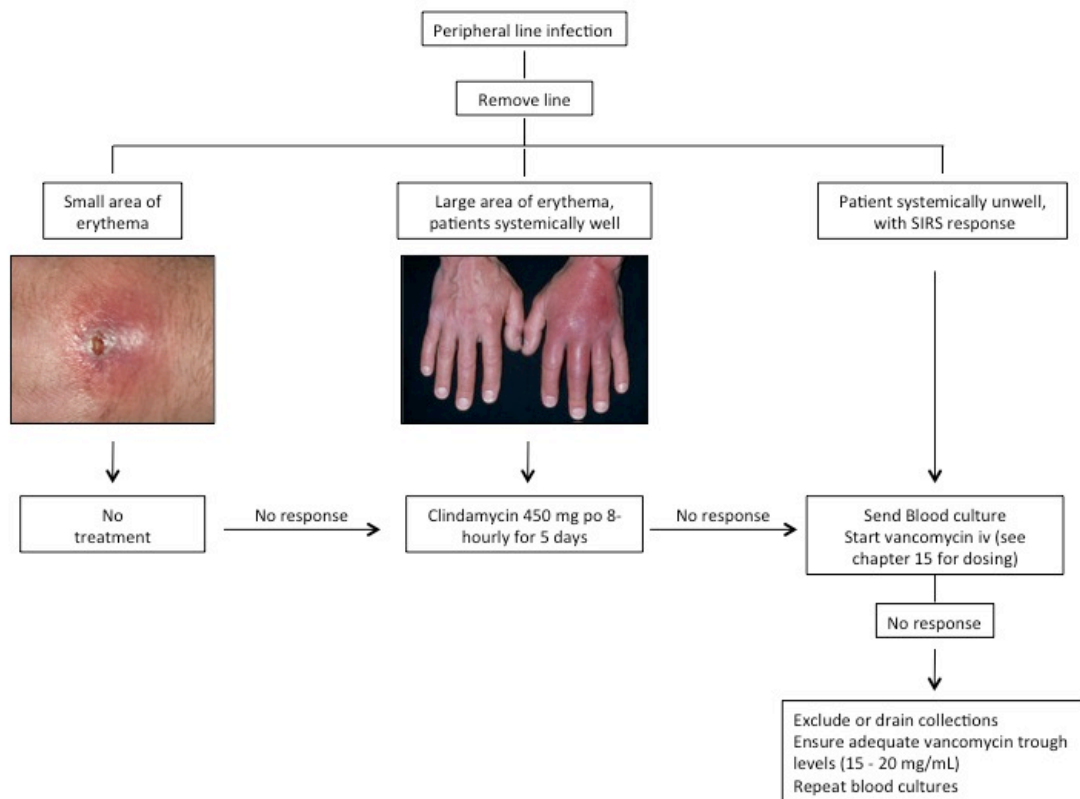 Peripheral line infection
Remove line
Small area of
erythema
Large area of erythema,
patients systemically well
Patient systemically unwell,
with SIRS response
No
treatment
No response
Clindamycin 450 mg po 8-
hourly for 5 days
No response
Send Blood culture
Start vancomycin iv (see
chapter 15 for dosing)
No response
Exclude or drain collections
Ensure adequate vancomycin trough
levels (15 - 20 mg/mL)
Repeat blood cultures